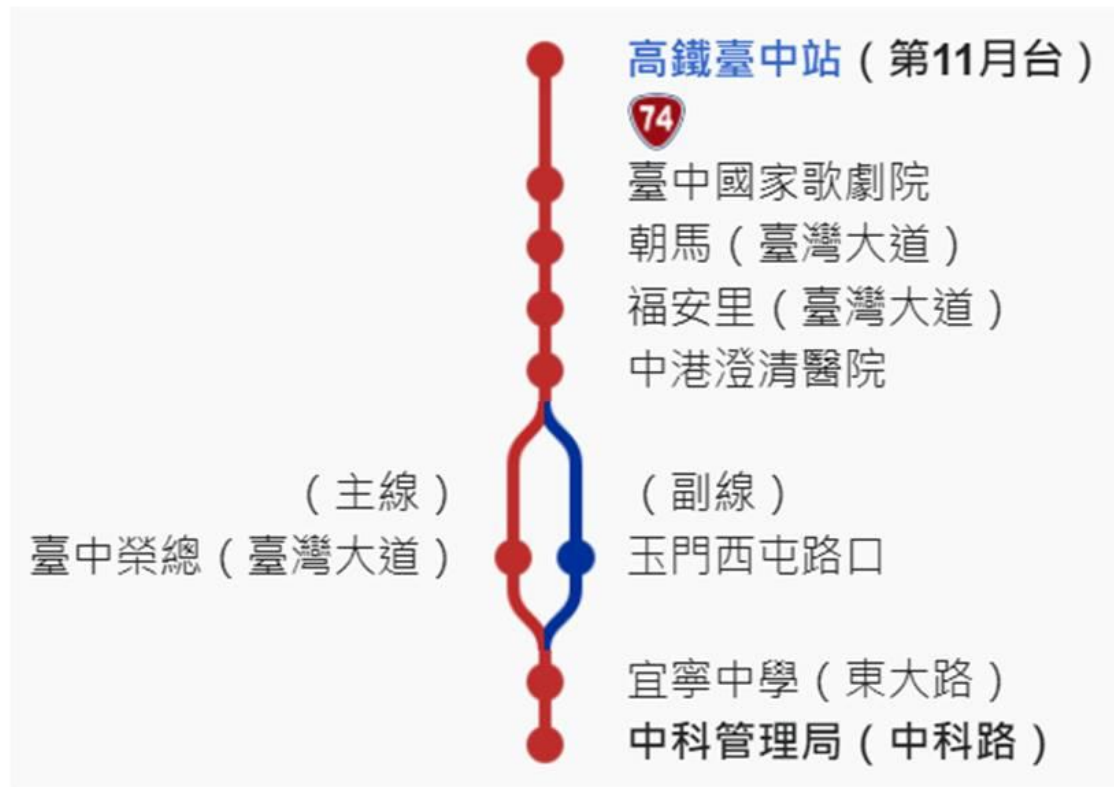 高鐵臺中站（第11月台）
74
臺中國家歌劇院
朝馬（臺灣大道）
福安里（臺灣大道）
中港澄清醫院
（主線）
（副線）
臺中榮總（臺灣大道）
玉門西屯路口
宜寧中學（東大路）
中科管理局（中科路）